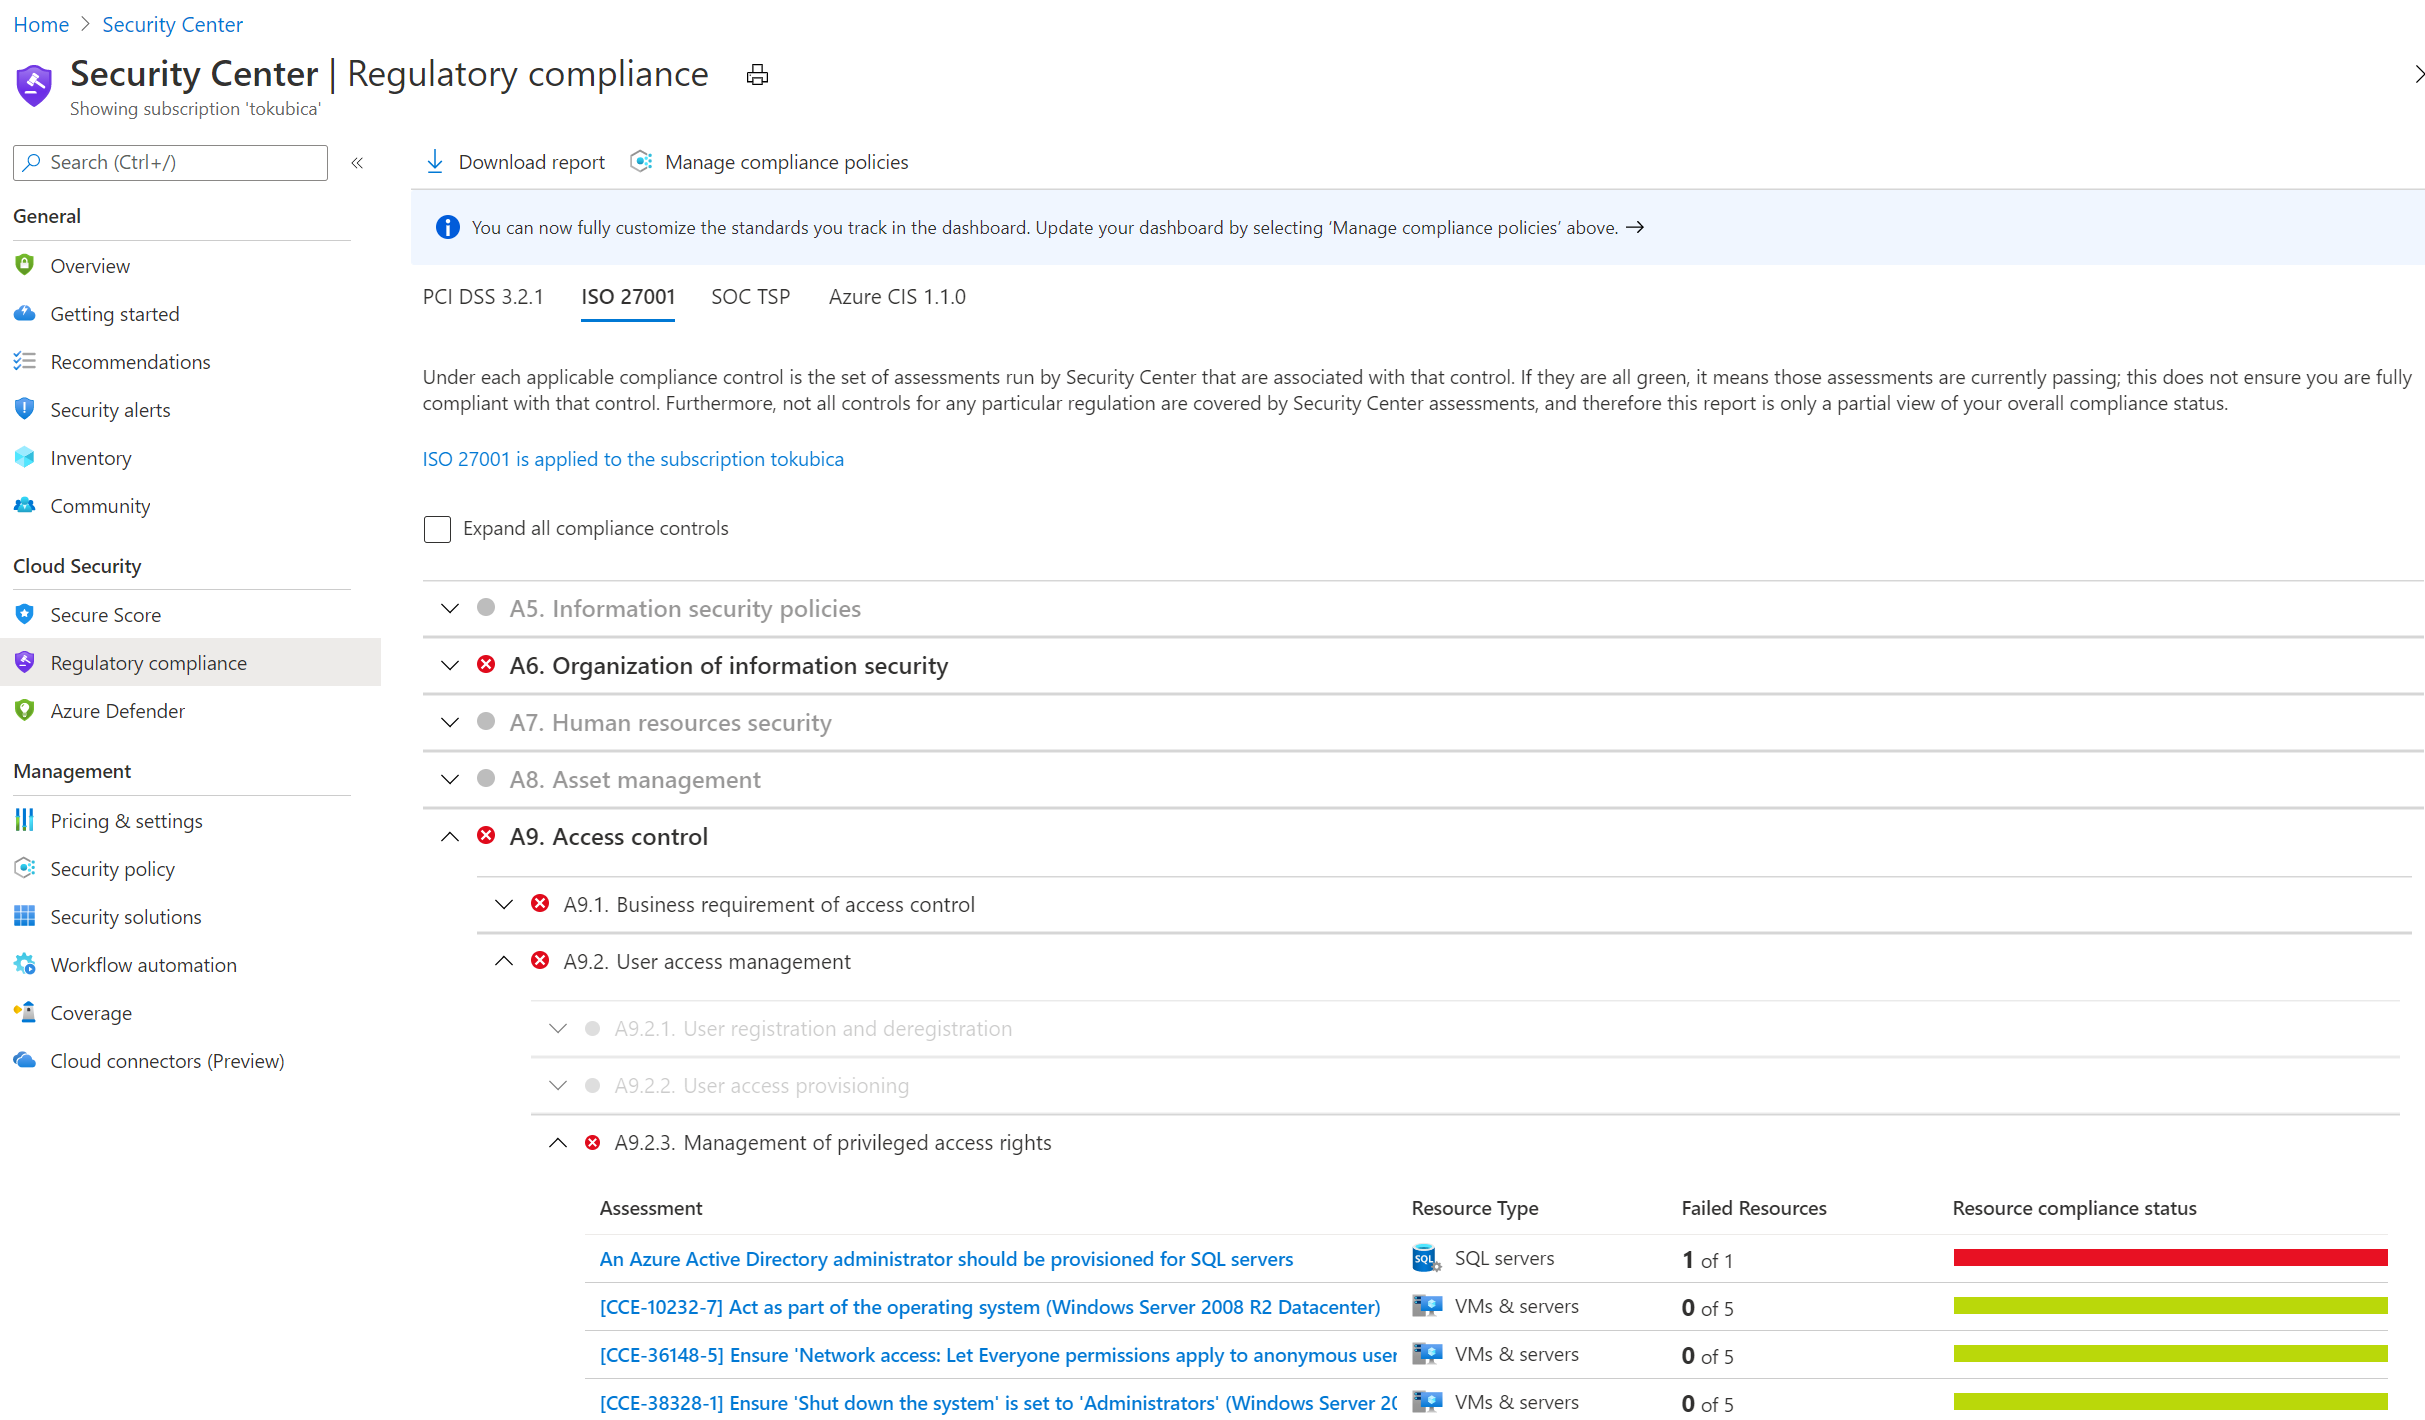 Home > Security Center
Security Center | Regulatory compliance
Showing subscription 'tokubica'
Search (Ctrl+/)
«
General
Overview
Getting started
Recommendations
Security alerts
Inventory
Community
Cloud Security
Secure Score
Regulatory compliance
Azure Defender
Management
Pricing & settings
Security policy
Security solutions
Workflow automation
Coverage
Cloud connectors (Preview)
Download report Manage compliance policies
You can now fully customize the standards you track in the dashboard. Update your dashboard by selecting ‘Manage compliance policies’ above. →
PCI DSS 3.2.1 ISO 27001 SOC TSP Azure CIS 1.1.0
Under each applicable compliance control is the set of assessments run by Security Center that are associated with that control. If they are all green, it means those assessments are currently passing; this does not ensure you are fully
compliant with that control. Furthermore, not all controls for any particular regulation are covered by Security Center assessments, and therefore this report is only a partial view of your overall compliance status.
ISO 27001 is applied to the subscription tokubica
Expand all compliance controls
A5. Information security policies
A6. Organization of information security
A7. Human resources security
A8. Asset management
A9. Access control
A9.1. Business requirement of access control
A9.2. User access management
A9.2.1. User registration and deregistration
A9.2.2. User access provisioning
A9.2.3. Management of privileged access rights
Assessment Resource Type Failed Resources Resource compliance status
An Azure Active Directory administrator should be provisioned for SQL servers SQL SQL servers 1 of 1
[CCE-10232-7] Act as part of the operating system (Windows Server 2008 R2 Datacenter) VMs & servers 0 of 5
[CCE-36148-5] Ensure 'Network access: Let Everyone permissions apply to anonymous user VMs & servers 0 of 5
[CCE-38328-1] Ensure 'Shut down the system' is set to 'Administrators' (Windows Server 20 VMs & servers 0 of 5